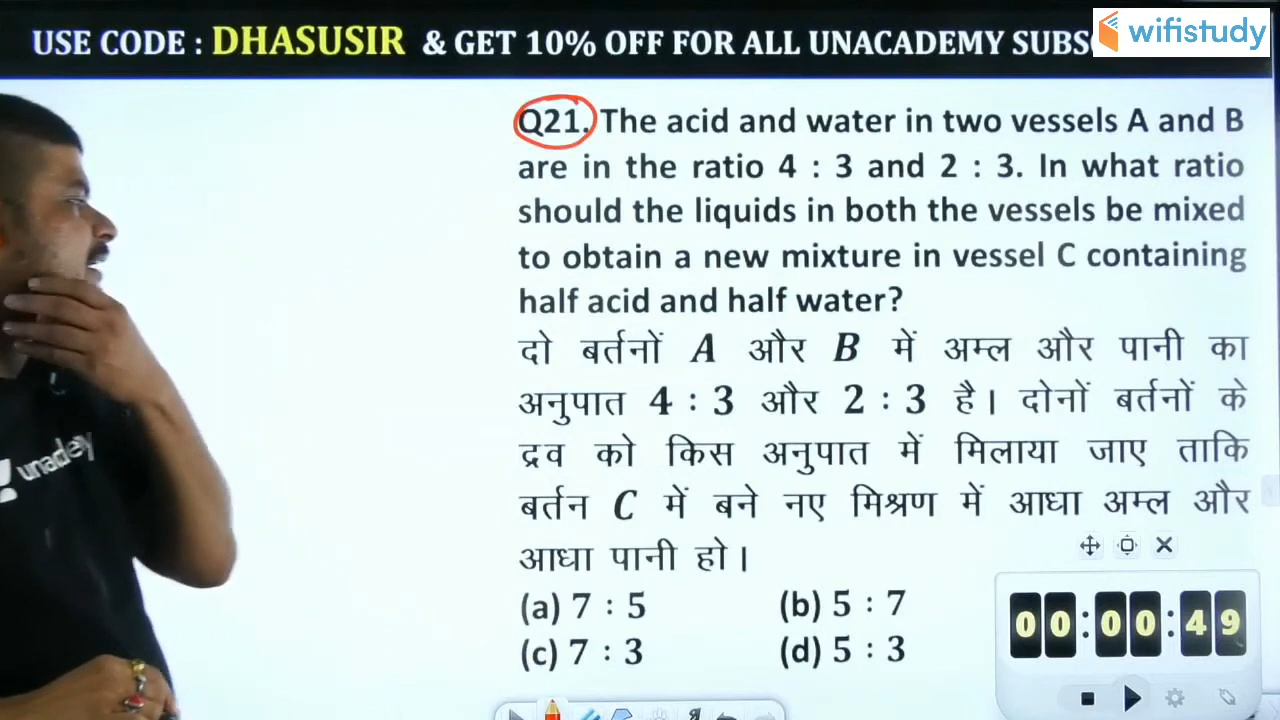 USE CODE : DHASUSIR & GET 10% OFF FOR ALL UNACADEMY
wifistudy
Q21. The acid and water in two vessels A and B
are in the ratio 4 : 3 and 2 : 3. In what ratio
should the liquids in both the vessels be mixed
to obtain a new mixture in vessel C containing
half acid and half water?
दो बर्तनों A और B में अम्ल और पानी का
अनुपात 4 : 3 और 2 : 3 है। दोनों बर्तनों के
द्रव को किस अनुपात में मिलाया जाए ताकि
बर्तन C में बने नए मिश्रण में आधा अम्ल और
आधा पानी हो।
(a) 7 : 5 (b) 5 : 7
(c) 7 : 3 (d) 5 : 3
00:00:49
unacademy